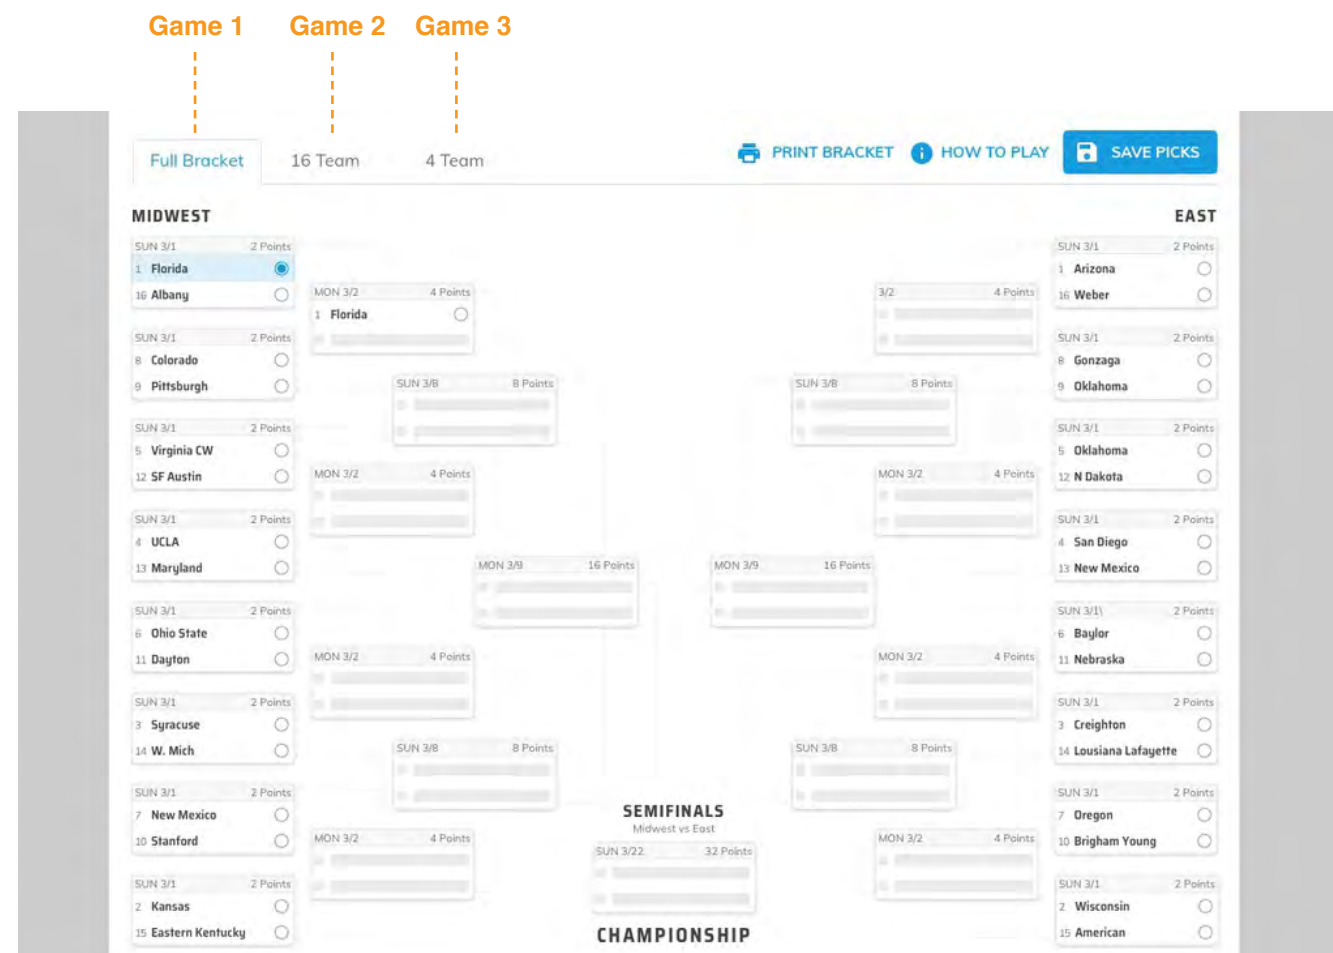 Game 1 Game 2 Game 3
Full Bracket 16 Team 4 Team PRINT BRACKET HOW TO PLAY SAVE PICKS
MIDWEST
SUN 3/1 2 Points
1 Florida
16 Albany
SUN 3/1 2 Points
8 Colorado
9 Pittsburgh
SUN 3/1 2 Points
5 Virginia CW
12 SF Austin
SUN 3/1 2 Points
4 UCLA
13 Maryland
SUN 3/1 2 Points
6 Ohio State
11 Dayton
SUN 3/1 2 Points
3 Syracuse
14 W. Mich
SUN 3/1 2 Points
7 New Mexico
10 Stanford
SUN 3/1 2 Points
2 Kansas
15 Eastern Kentucky
MON 3/2 4 Points
1 Florida
MON 3/2 4 Points
MON 3/2 4 Points
MON 3/2 4 Points
SUN 3/8 8 Points
SUN 3/8 8 Points
MON 3/9 16 Points
SEMIFINALS
Midwest vs East
SUN 3/22 32 Points
CHAMPIONSHIP
MON 3/9 16 Points
SUN 3/8 8 Points
SUN 3/8 8 Points
3/2 4 Points
MON 3/2 4 Points
MON 3/2 4 Points
MON 3/2 4 Points
EAST
SUN 3/1 2 Points
1 Arizona
16 Weber
SUN 3/1 2 Points
8 Gonzaga
9 Oklahoma
SUN 3/1 2 Points
5 Oklahoma
12 N Dakota
SUN 3/1 2 Points
4 San Diego
13 New Mexico
SUN 3/1\ 2 Points
6 Baylor
11 Nebraska
SUN 3/1 2 Points
3 Creighton
14 Lousiana Lafayette
SUN 3/1 2 Points
7 Oregon
10 Brigham Young
SUN 3/1 2 Points
2 Wisconsin
15 American